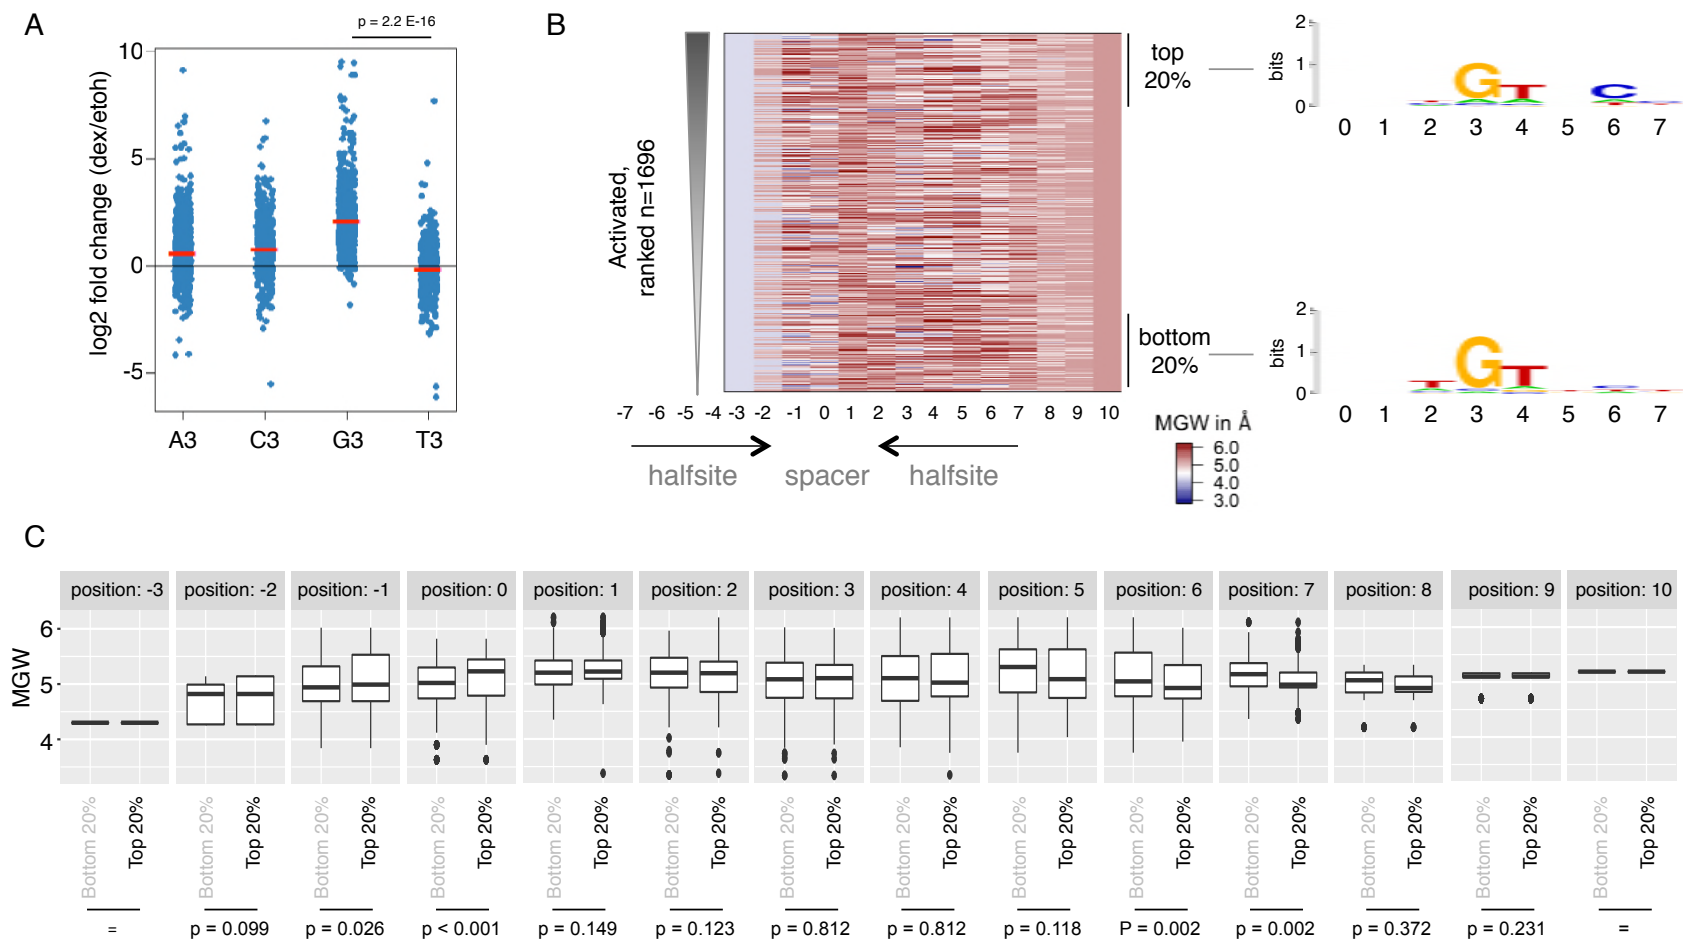 A
p = 2.2 E-16
log2 fold change (dex/etoh)
10
5
0
-5
A3 C3 G3 T3
B
Activated,
ranked n=1696
top
20%
bottom
20%
-7 -6 -5 -4 -3 -2 -1 0 1 2 3 4 5 6 7 8 9 10
halfsite spacer halfsite
MGW in Å
6.0
5.0
4.0
3.0
bits
2
1
0
G T C
0 1 2 3 4 5 6 7
bits
2
1
0
T G T
0 1 2 3 4 5 6 7
C
position: -3 position: -2 position: -1 position: 0 position: 1 position: 2 position: 3 position: 4 position: 5 position: 6 position: 7 position: 8 position: 9 position: 10
MGW
6
5
4
Bottom 20% Top 20% Bottom 20% Top 20% Bottom 20% Top 20% Bottom 20% Top 20% Bottom 20% Top 20% Bottom 20% Top 20% Bottom 20% Top 20% Bottom 20% Top 20% Bottom 20% Top 20% Bottom 20% Top 20% Bottom 20% Top 20% Bottom 20% Top 20% Bottom 20% Top 20% Bottom 20% Top 20%
= p = 0.099 p = 0.026 p < 0.001 p = 0.149 p = 0.123 p = 0.812 p = 0.812 p = 0.118 P = 0.002 p = 0.002 p = 0.372 p = 0.231 =